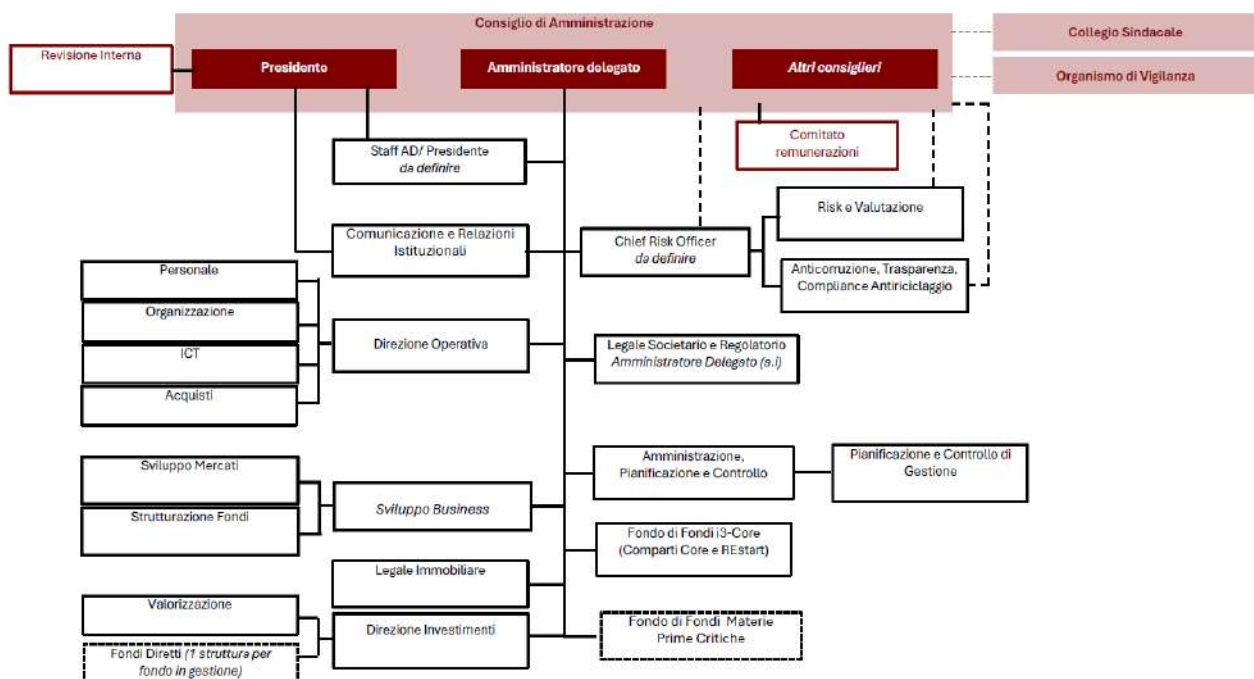 Consiglio di Amministrazione
Collegio Sindacale
Revisione Interna
Presidente
Amministratore delegato
Altri consiglieri
Organismo di Vigilanza
Staff AD/ Presidente
da definire
Comitato
remunerazioni
Risk e Valutazione
Comunicazione e Relazioni
Istituzionali
Chief Risk Officer
da definire
Personale
Anticorruzione, Trasparenza,
Compliance Antiriciclaggio
Organizzazione
Direzione Operativa
Legale Societario e Regolatorio
Amministratore Delegato (a.i)
ICT
Acquisti
Sviluppo Mercati
Amministrazione,
Pianificazione e Controllo
Pianificazione e Controllo di
Gestione
Strutturazione Fondi
Sviluppo Business
Fondo di Fondi i3-Core
(Comparti Core e REstart)
Legale Immobiliare
Valorizzazione
Direzione Investimenti
Fondo di Fondi Materie
Prime Critiche
Fondi Diretti (1 struttura per
fondo in gestione)